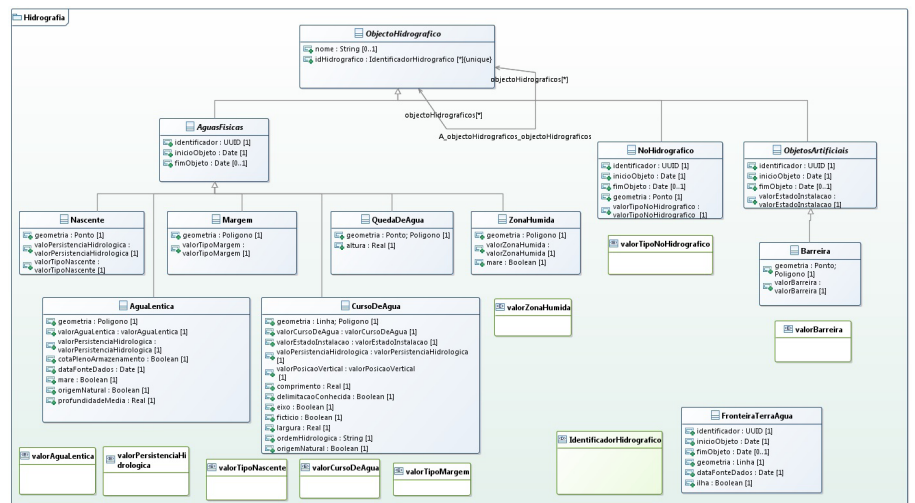 Hidrografia
ObjectoHidrografico
nome : String [0..1]
idHidrografico : IdentificadorHidrografico [*]{unique}
objectoHidrograficos[*]
objectoHidrograficos[*]
A_objectoHidrograficos_objectoHidrograficos
AguasFisicas
identificador : UUID [1]
inicioObjeto : Date [1]
fimObjeto : Date [0..1]
NoHidrografico
identificador : UUID [1]
inicioObjeto : Date [1]
fimObjeto : Date [0..1]
geometria : Ponto [1]
valorTipoNoHidrografico :
valorTipoNoHidrografico [1]
ObjetosArtificiais
identificador : UUID [1]
inicioObjeto : Date [1]
fimObjeto : Date [0..1]
valorEstadoInstalacao :
valorEstadoInstalacao [1]
Nascente
geometria : Ponto [1]
valorPersistenciaHidrologica :
valorPersistenciaHidrologica [1]
valorTipoNascente :
valorTipoNascente [1]
Margem
geometria : Poligono [1]
valorTipoMargem :
valorTipoMargem [1]
QuedaDeAgua
geometria : Ponto; Poligono [1]
altura : Real [1]
ZonaHumida
geometria : Poligono [1]
valorZonaHumida :
valorZonaHumida [1]
mare : Boolean [1]
valorTipoNoHidrografico
Barreira
geometria : Ponto;
Poligono [1]
valorBarreira :
valorBarreira [1]
AguaLentica
geometria : Poligono [1]
valorAguaLentica : valorAguaLentica [1]
valorPersistenciaHidrologica :
valorPersistenciaHidrologica [1]
cotaPlenoArmazenamento : Boolean [1]
dataFonteDados : Date [1]
mare : Boolean [1]
origemNatural : Boolean [1]
profundidadeMedia : Real [1]
CursoDeAgua
geometria : Linha; Poligono [1]
valorCursoDeAgua : valorCursoDeAgua [1]
valorEstadoInstalacao : valorEstadoInstalacao [1]
valoPersistenciaHidrologica : valorPersistenciaHidrologica
[1]
valorPosicaoVertical : valorPosicaoVertical
[1]
comprimento : Real [1]
delimitacaoConhecida : Boolean [1]
eixo : Boolean [1]
ficticio : Boolean [1]
largura : Real [1]
ordemHidrologica : String [1]
origemNatural : Boolean [1]
valorZonaHumida
valorBarreira
FronteiraTerraAgua
identificador : UUID [1]
inicioObjeto : Date [1]
fimObjeto : Date [0..1]
geometria : Linha [1]
dataFonteDados : Date [1]
ilha : Boolean [1]
IdentificadorHidrografico
valorAguaLentica
valorPersistenciaHi
drologica
valorTipoNascente
valorCursoDeAgua
valorTipoMargem